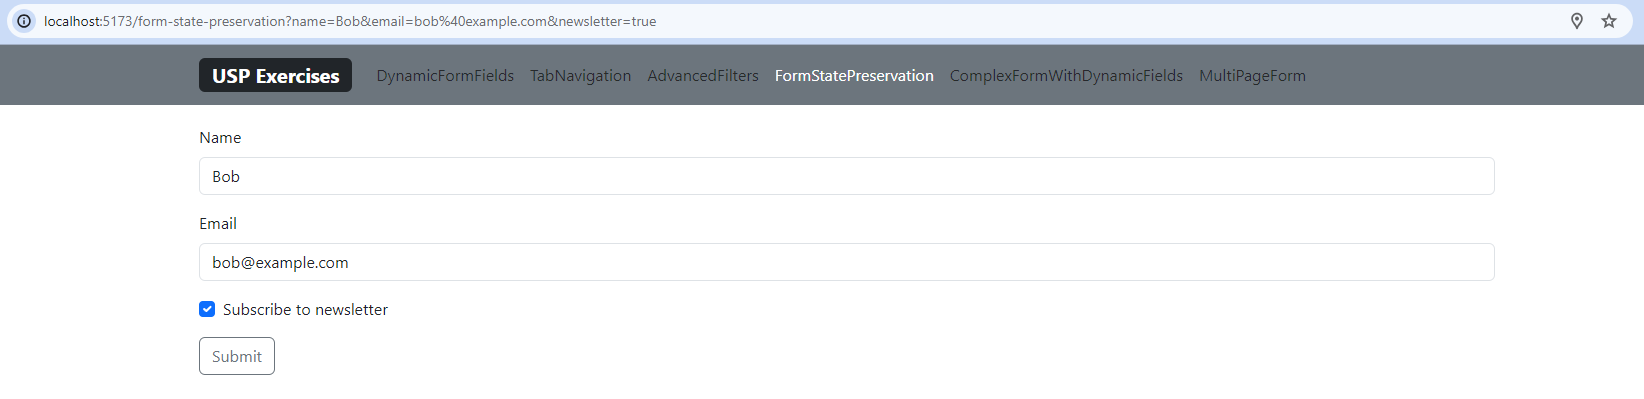 localhost:5173/form-state-preservation?name=Bob&email=bob%40example.com&newsletter=true
USP Exercises DynamicFormFields TabNavigation AdvancedFilters FormStatePreservation ComplexFormWithDynamicFields MultiPageForm
Name
Bob
Email
bob@example.com
Subscribe to newsletter
Submit